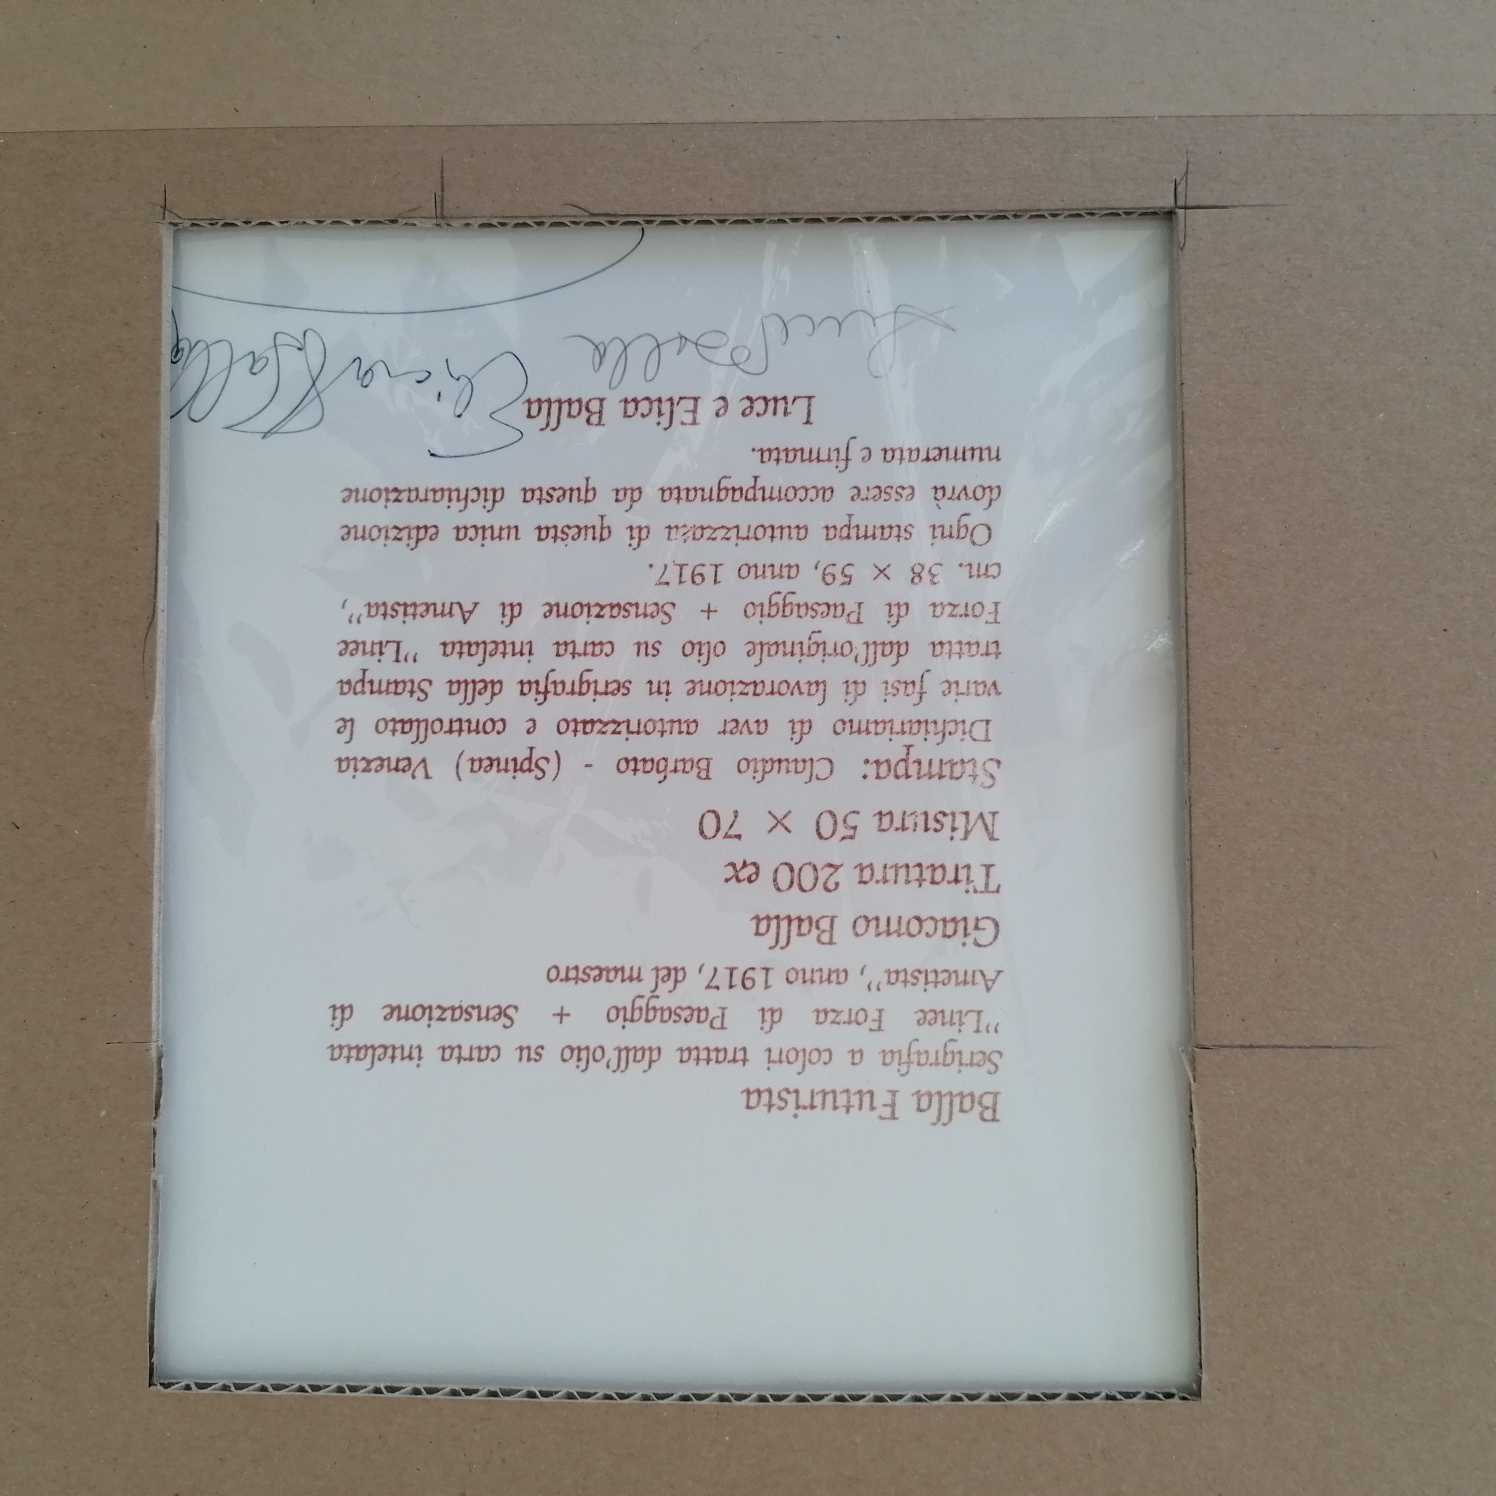 Balla Futurista
Serigrafia a colori tratta dall'olio su carta intelata
"Linee Forza di Paesaggio + Sensazione di
Ametista", anno 1917, del maestro
Giacomo Balla
Tiratura 200 ex
Misura 50 × 70
Stampa: Claudio Barbato - (Spinea) Venezia
Dichiariamo di aver autorizzato e controllato le
varie fasi di lavorazione in serigrafia della Stampa
tratta dall'originale olio su carta intelata "Linee
Forza di Paesaggio + Sensazione di Ametista",
cm. 38 × 59, anno 1917.
Ogni stampa autorizzata di questa unica edizione
dovrà essere accompagnata da questa dichiarazione
numerata e firmata.
Luce e Elica Balla
Luce Balla Elica Balla